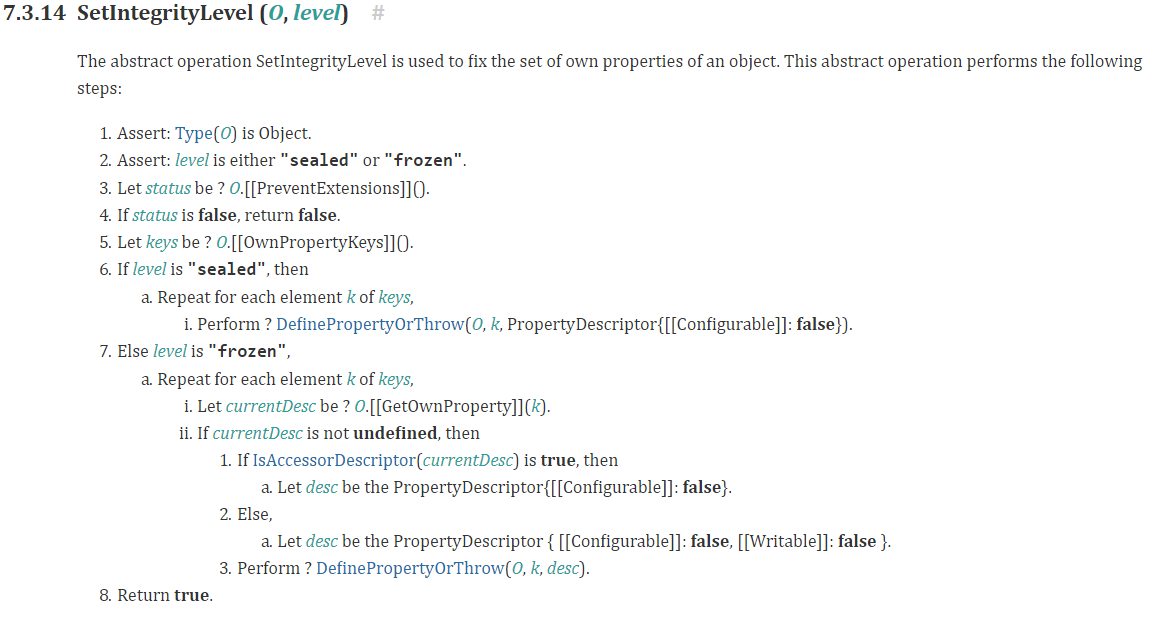 7.3.14 SetIntegrityLevel (O, level) #
The abstract operation SetIntegrityLevel is used to fix the set of own properties of an object. This abstract operation performs the following
steps:
1. Assert: Type(O) is Object.
2. Assert: level is either "sealed" or "frozen".
3. Let status be ? O.[[PreventExtensions]]().
4. If status is false, return false.
5. Let keys be ? O.[[OwnPropertyKeys]]().
6. If level is "sealed", then
a. Repeat for each element k of keys,
i. Perform ? DefinePropertyOrThrow(O, k, PropertyDescriptor{[[Configurable]]: false}).
7. Else level is "frozen",
a. Repeat for each element k of keys,
i. Let currentDesc be ? O.[[GetOwnProperty]](k).
ii. If currentDesc is not undefined, then
1. If IsAccessorDescriptor(currentDesc) is true, then
a. Let desc be the PropertyDescriptor{[[Configurable]]: false}.
2. Else,
a. Let desc be the PropertyDescriptor { [[Configurable]]: false, [[Writable]]: false }.
3. Perform ? DefinePropertyOrThrow(O, k, desc).
8. Return true.